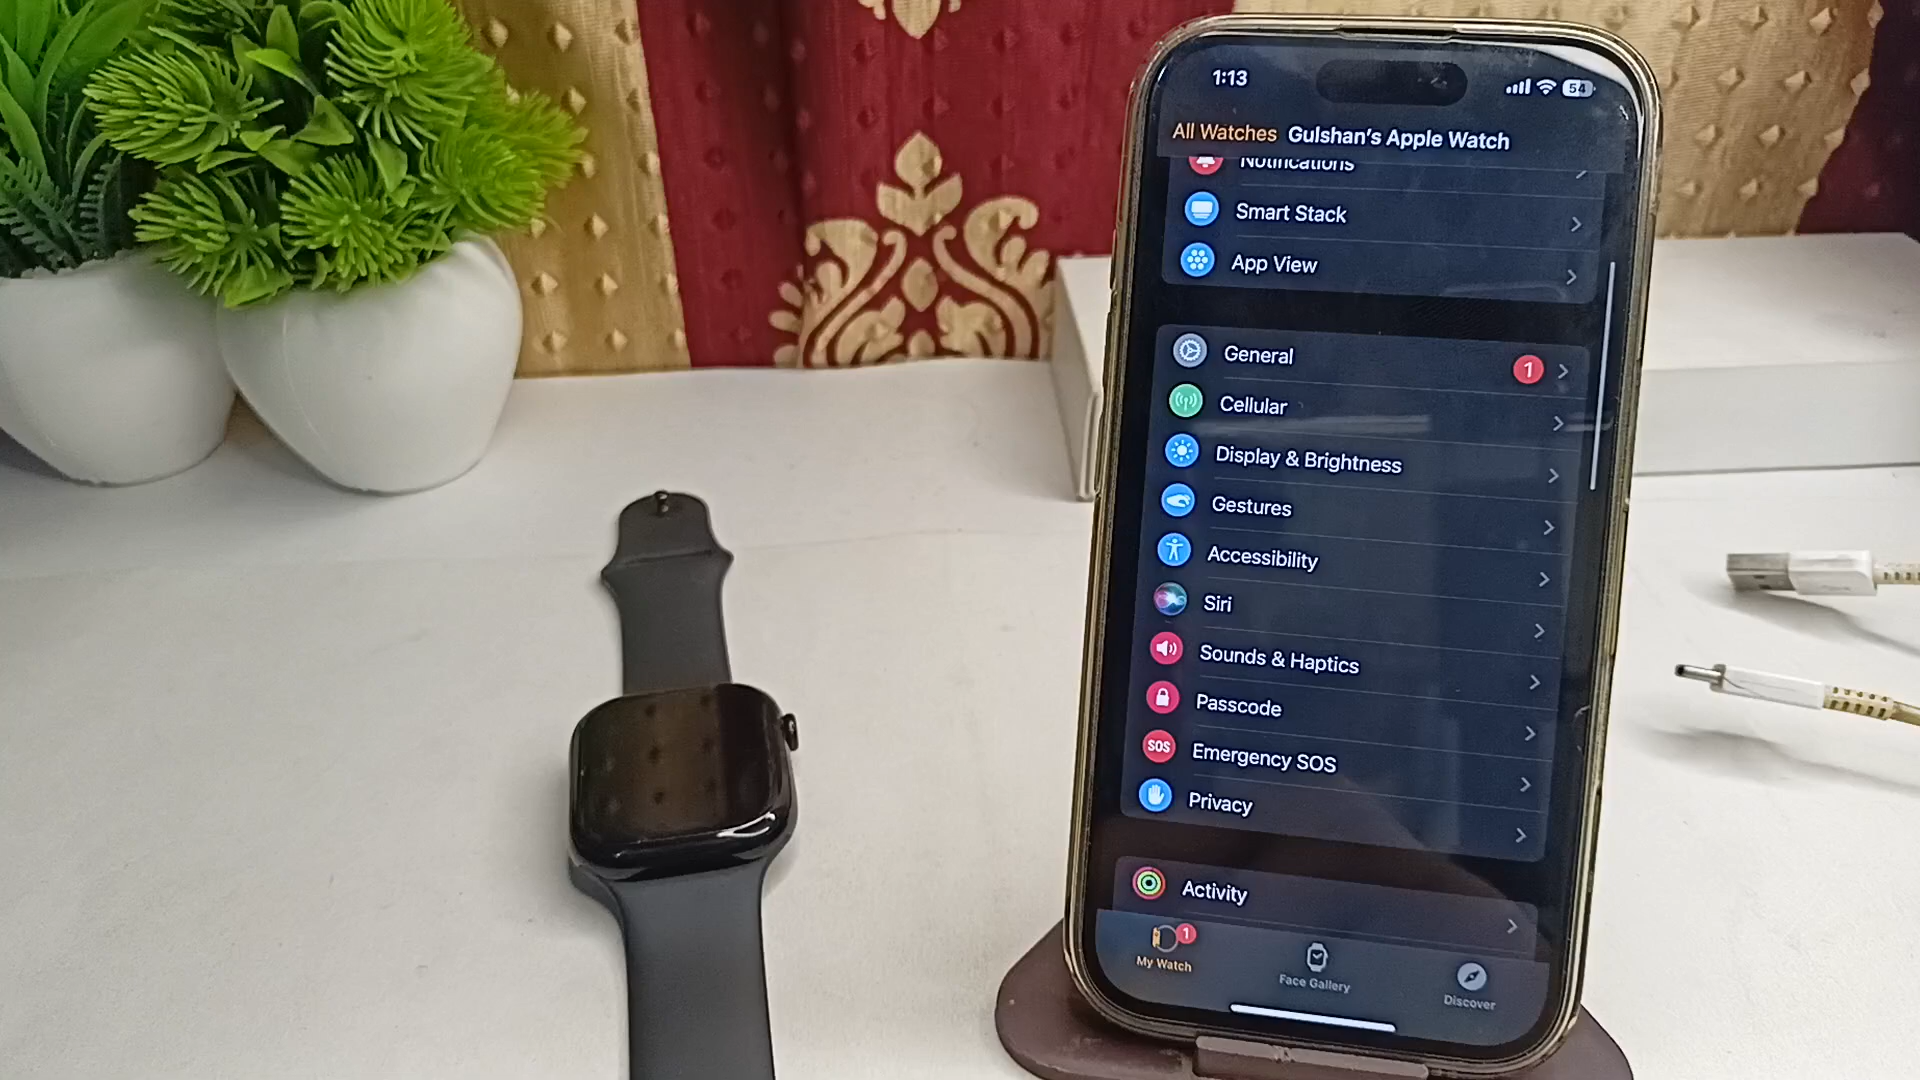 1:13
54
All Watches Gulshan's Apple Watch
Notifications
Smart Stack
App View
General 1
Cellular
Display & Brightness
Gestures
Accessibility
Siri
Sounds & Haptics
Passcode
SOS Emergency SOS
Privacy
Activity
1
My Watch
Face Gallery
Discover